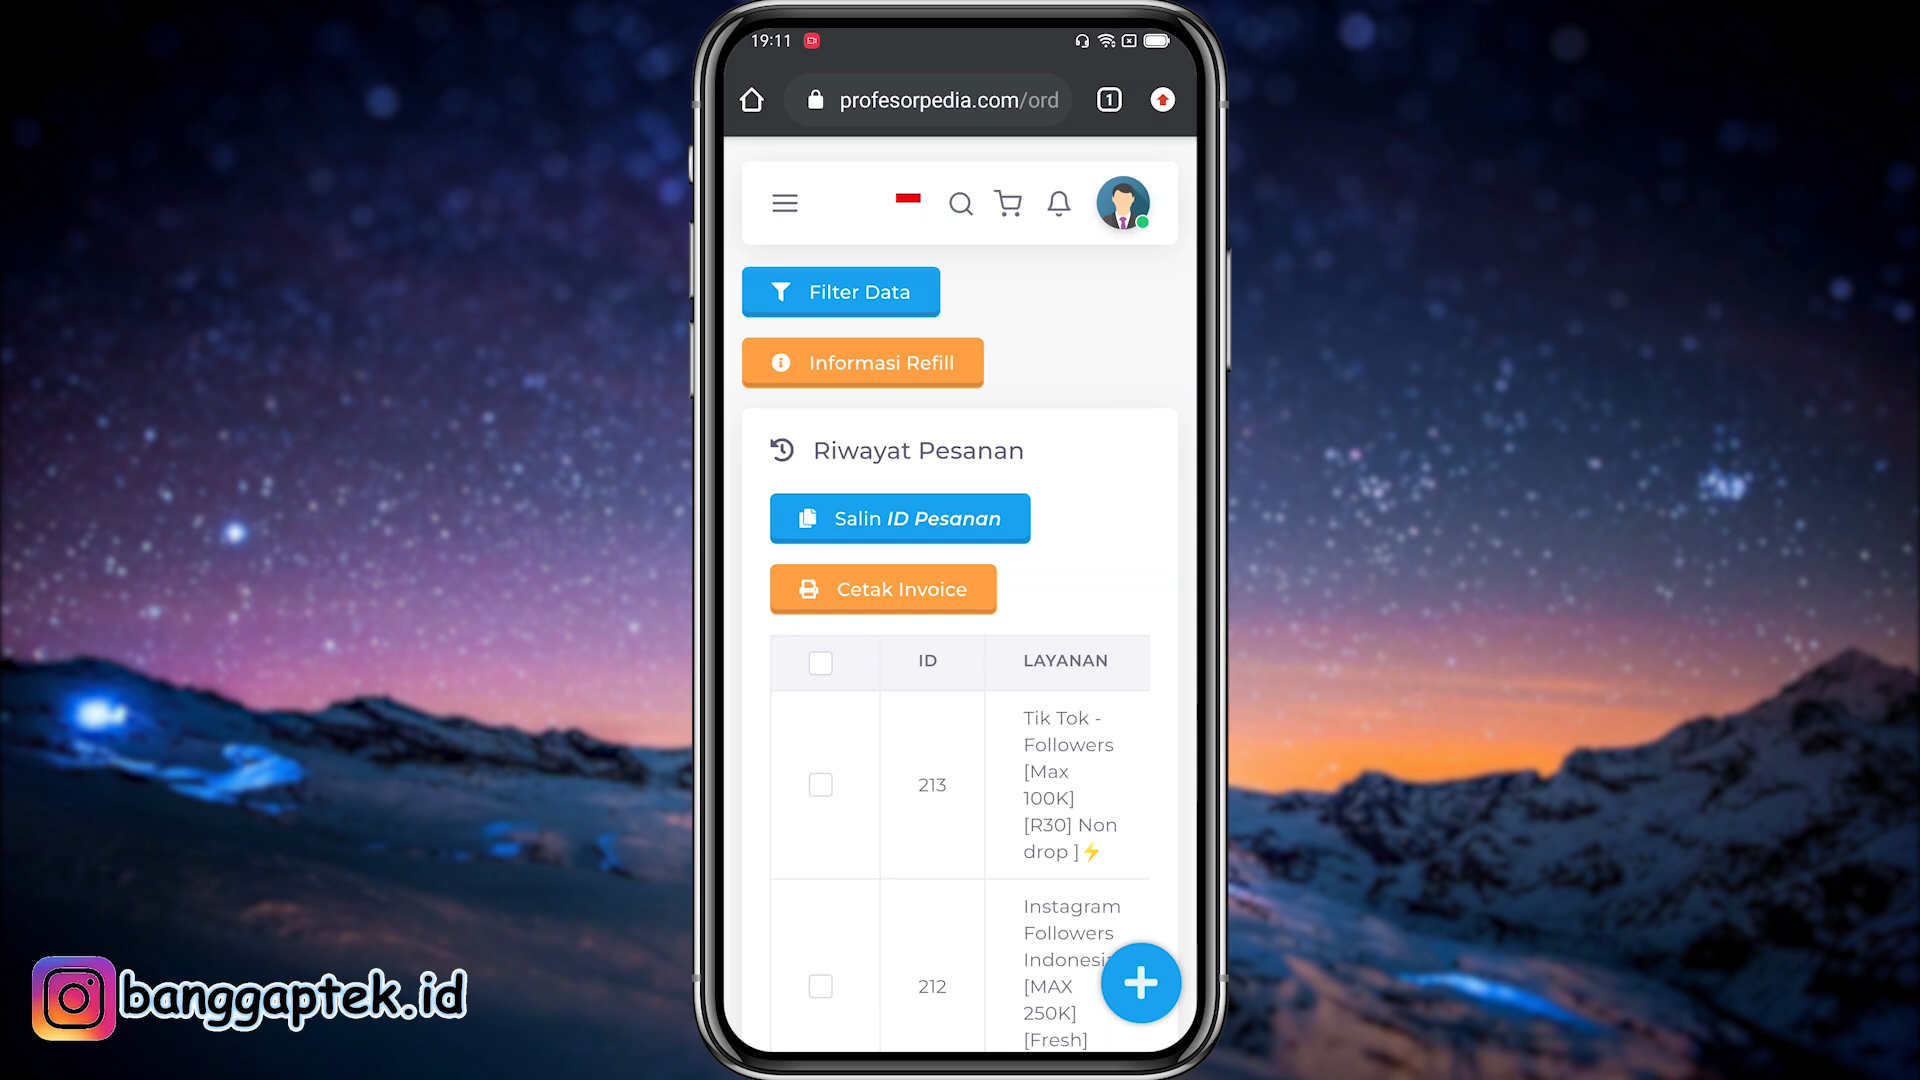 19:11
profesorpedia.com/ord
1
Filter Data
Informasi Refill
Riwayat Pesanan
Salin ID Pesanan
Cetak Invoice
ID
LAYANAN
Tik Tok -
Followers
[Max
100K]
213
[R30] Non
drop ]⚡
Instagram
Followers
Indonesia
[MAX
212
250K]
[Fresh]
banggaptek.id